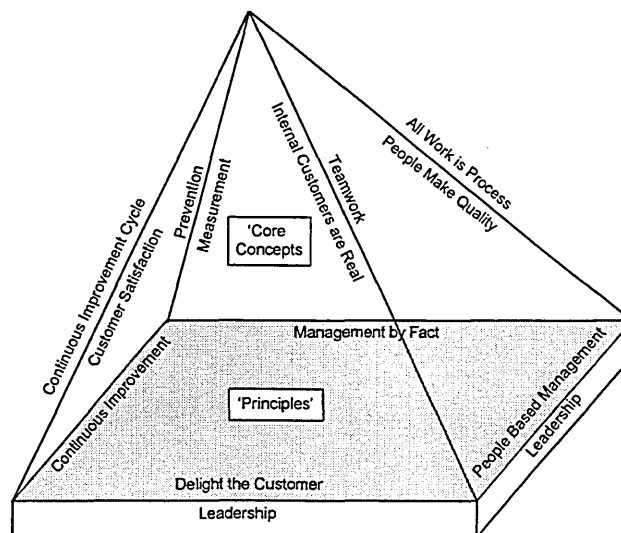 Continuous Improvement Cycle
Customer Satisfaction
Prevention
Measurement
Internal Customers are Real
Teamwork
All Work is Process
People Make Quality
'Core
Concepts
Management by Fact
Continuous Improvement
'Principles'
People Based Management
Leadership
Delight the Customer
Leadership